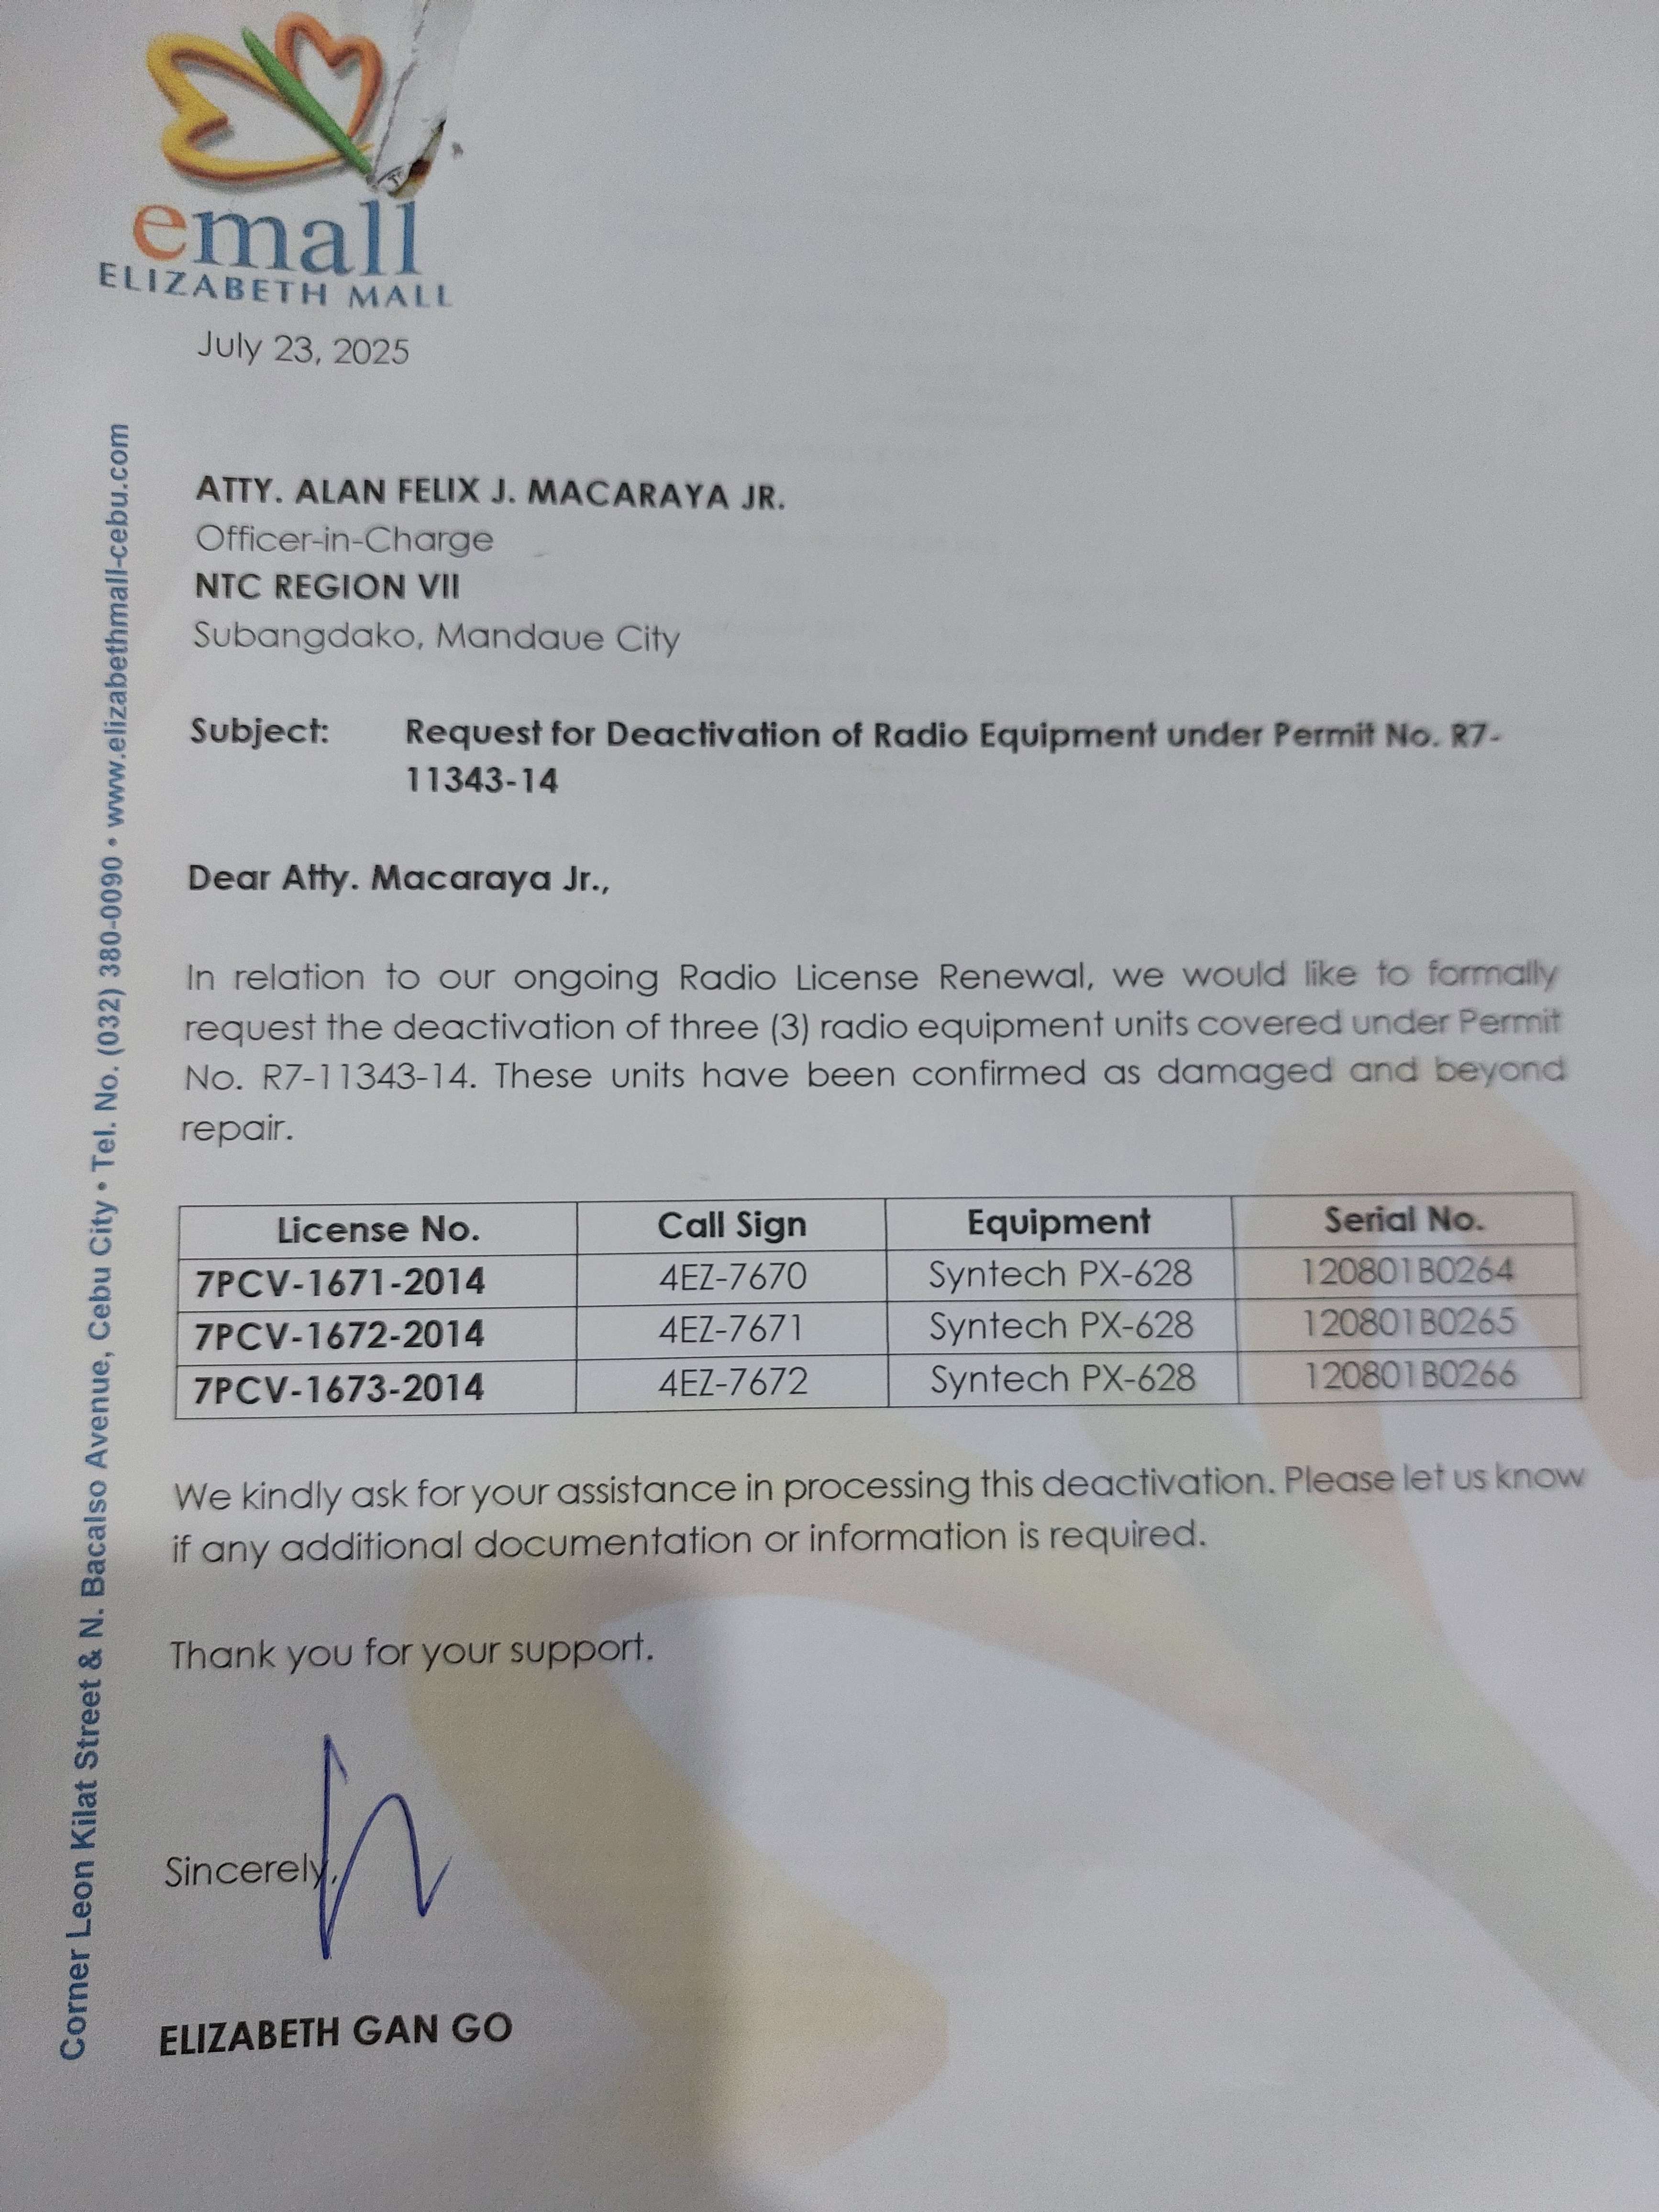 emall
ELIZABETH MALL
July 23, 2025
ATTY. ALAN FELIX J. MACARAYA JR.
Officer-in-Charge
NTC REGION VII
Subangdako, Mandaue City
Subject: Request for Deactivation of Radio Equipment under Permit No. R7-
11343-14
Dear Atty. Macaraya Jr.,
In relation to our ongoing Radio License Renewal, we would like to formally
request the deactivation of three (3) radio equipment units covered under Permit
No. R7-11343-14. These units have been confirmed as damaged and beyond
repair.
License No. Call Sign Equipment Serial No.
7PCV-1671-2014 4EZ-7670 Syntech PX-628 120801B0264
7PCV-1672-2014 4EZ-7671 Syntech PX-628 120801B0265
7PCV-1673-2014 4EZ-7672 Syntech PX-628 120801B0266
We kindly ask for your assistance in processing this deactivation. Please let us know
if any additional documentation or information is required.
Thank you for your support.
Sincerely,
ELIZABETH GAN GO
Corner Leon Kilat Street & N. Bacalso Avenue, Cebu City • Tel. No. (032) 380-0090 • www.elizabethmall-cebu.com